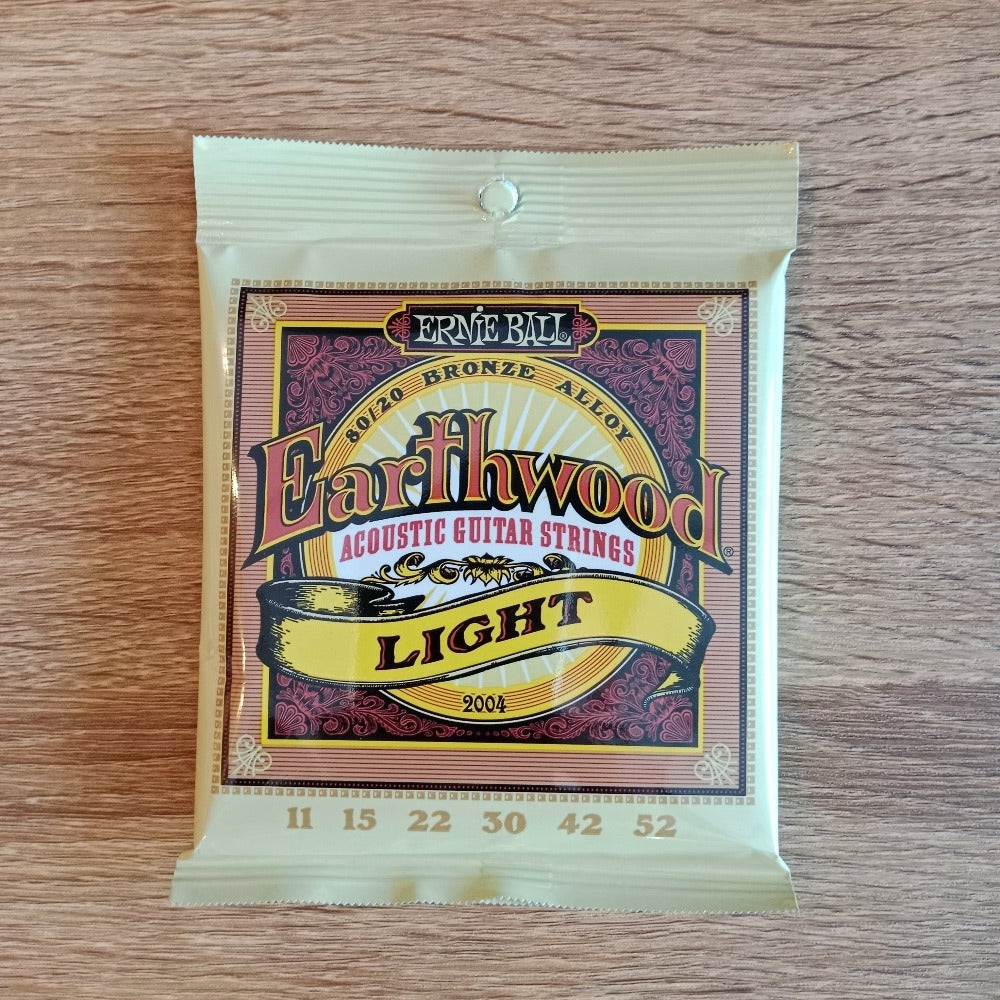 ERNIE BALL®
80/20 BRONZE ALLOY
Earthwood®
ACOUSTIC GUITAR STRINGS
LIGHT
2004
11 15 22 30 42 52